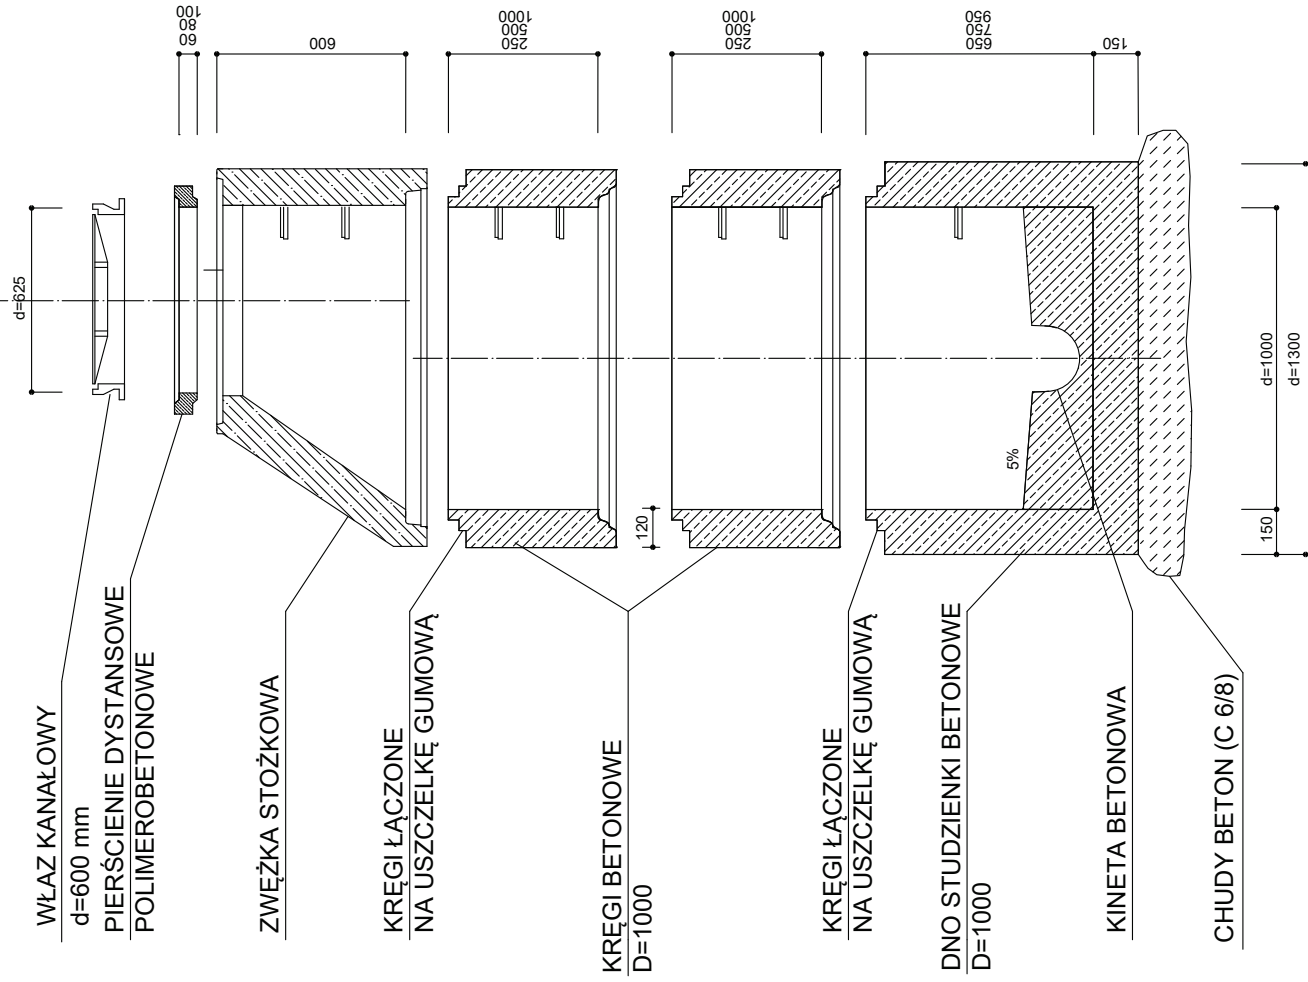 WŁAZ KANAŁOWY
d=600 mm
PIERŚCIENIE DYSTANSOWE
POLIMEROBETONOWE
ZWĘŻKA STOŻKOWA
KRĘGI ŁĄCZONE
NA USZCZELKĘ GUMOWĄ
KRĘGI BETONOWE
D=1000
KRĘGI ŁĄCZONE
NA USZCZELKĘ GUMOWĄ
DNO STUDZIENKI BETONOWE
D=1000
KINETA BETONOWA
CHUDY BETON (C 6/8)
d=625
120
5%
150
d=1000
d=1300
60
80
100
600
250
500
1000
250
500
1000
650
750
950
150